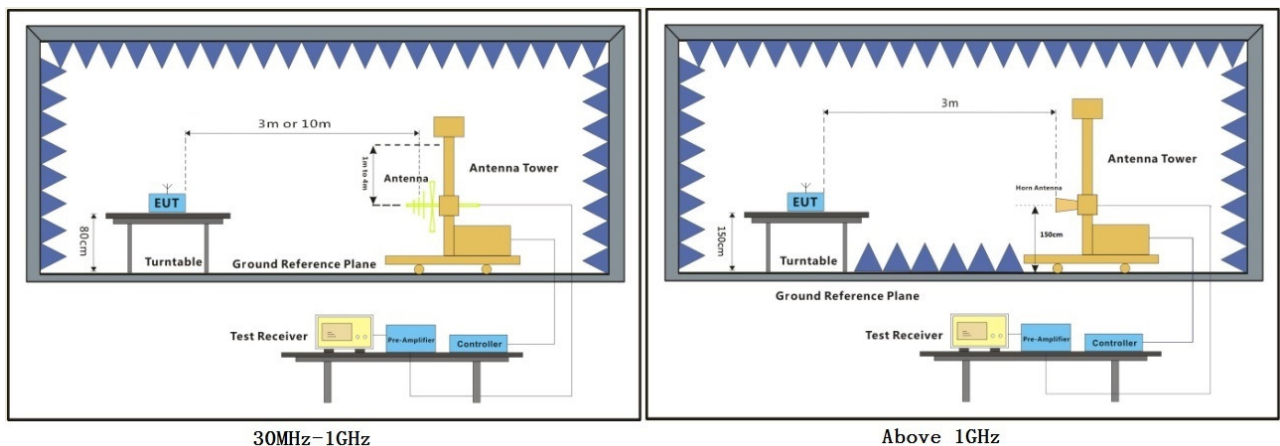 3m or 10m
1m to 4m
Antenna
Antenna Tower
EUT
80cm
Turntable
Ground Reference Plane
Test Receiver
Pre-Amplifier
Controller
30MHz-1GHz
3m
Antenna Tower
Horn Antenna
EUT
150cm
150cm
Turntable
Ground Reference Plane
Test Receiver
Pre-Amplifier
Controller
Above 1GHz